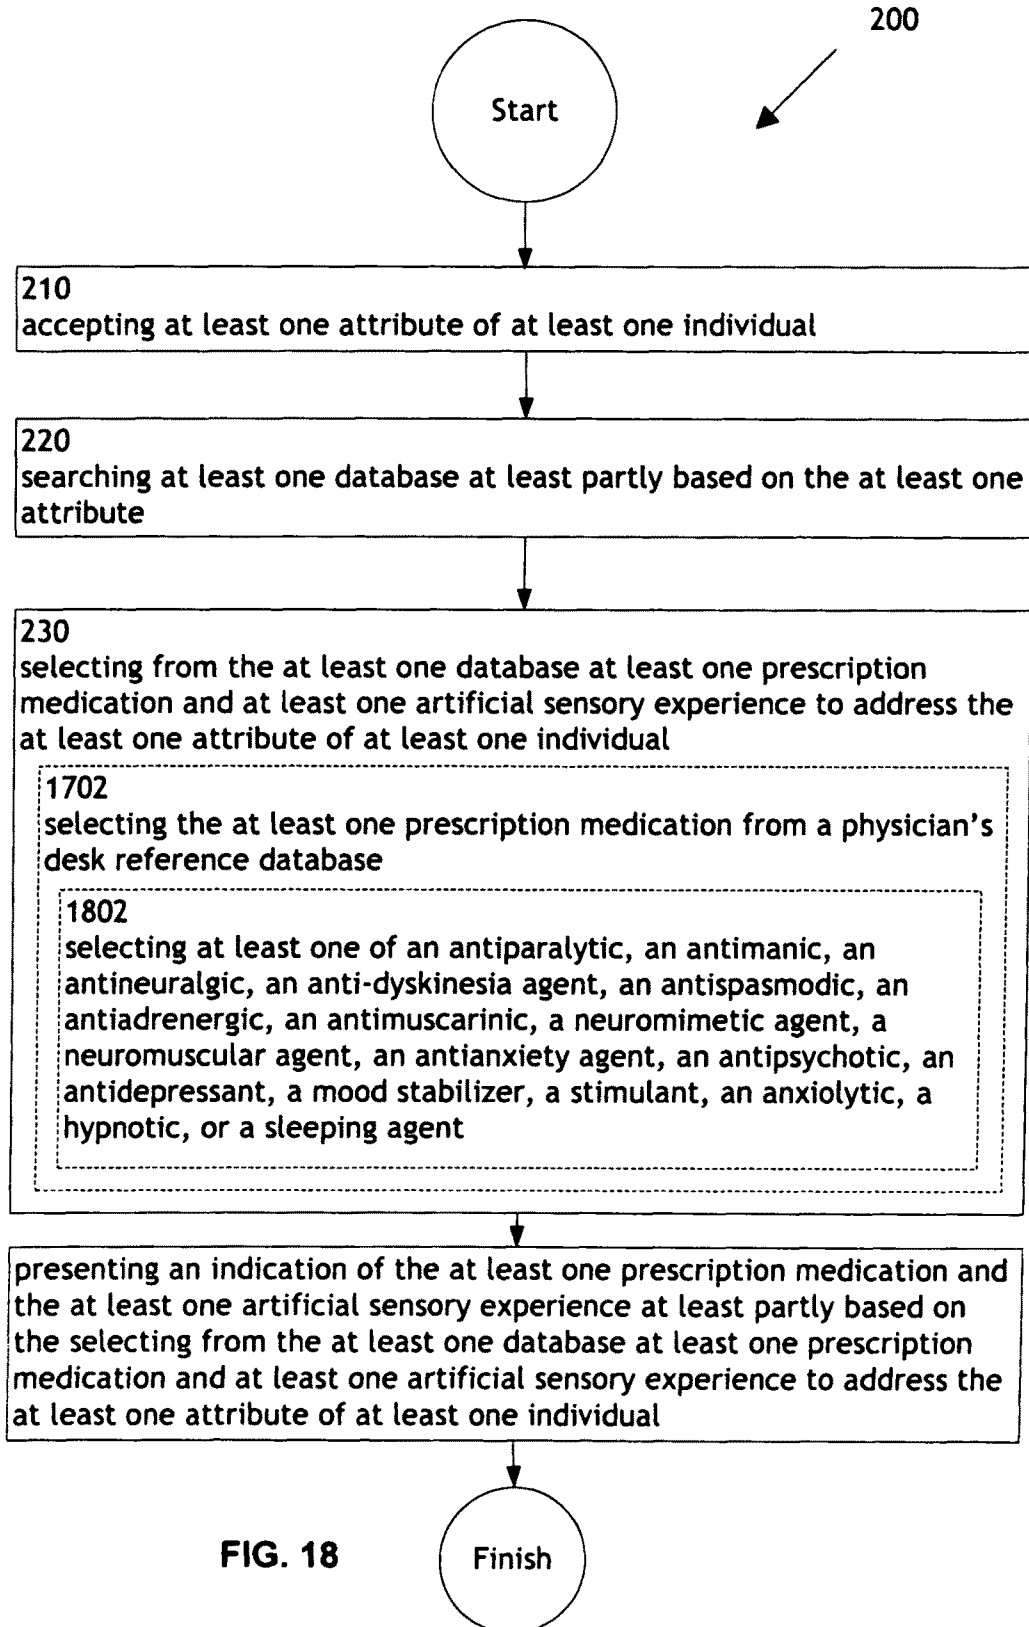 200
Start
210
accepting at least one attribute of at least one individual
220
searching at least one database at least partly based on the at least one
attribute
230
selecting from the at least one database at least one prescription
medication and at least one artificial sensory experience to address the
at least one attribute of at least one individual
1702
selecting the at least one prescription medication from a physician's
desk reference database
1802
selecting at least one of an antiparalytic, an antimanic, an
antineuralgic, an anti-dyskinesia agent, an antispasmodic, an
antiadrenergic, an antimuscarinic, a neuromimetic agent, a
neuromuscular agent, an antianxiety agent, an antipsychotic, an
antidepressant, a mood stabilizer, a stimulant, an anxiolytic, a
hypnotic, or a sleeping agent
presenting an indication of the at least one prescription medication and
the at least one artificial sensory experience at least partly based on
the selecting from the at least one database at least one prescription
medication and at least one artificial sensory experience to address the
at least one attribute of at least one individual
FIG. 18
Finish